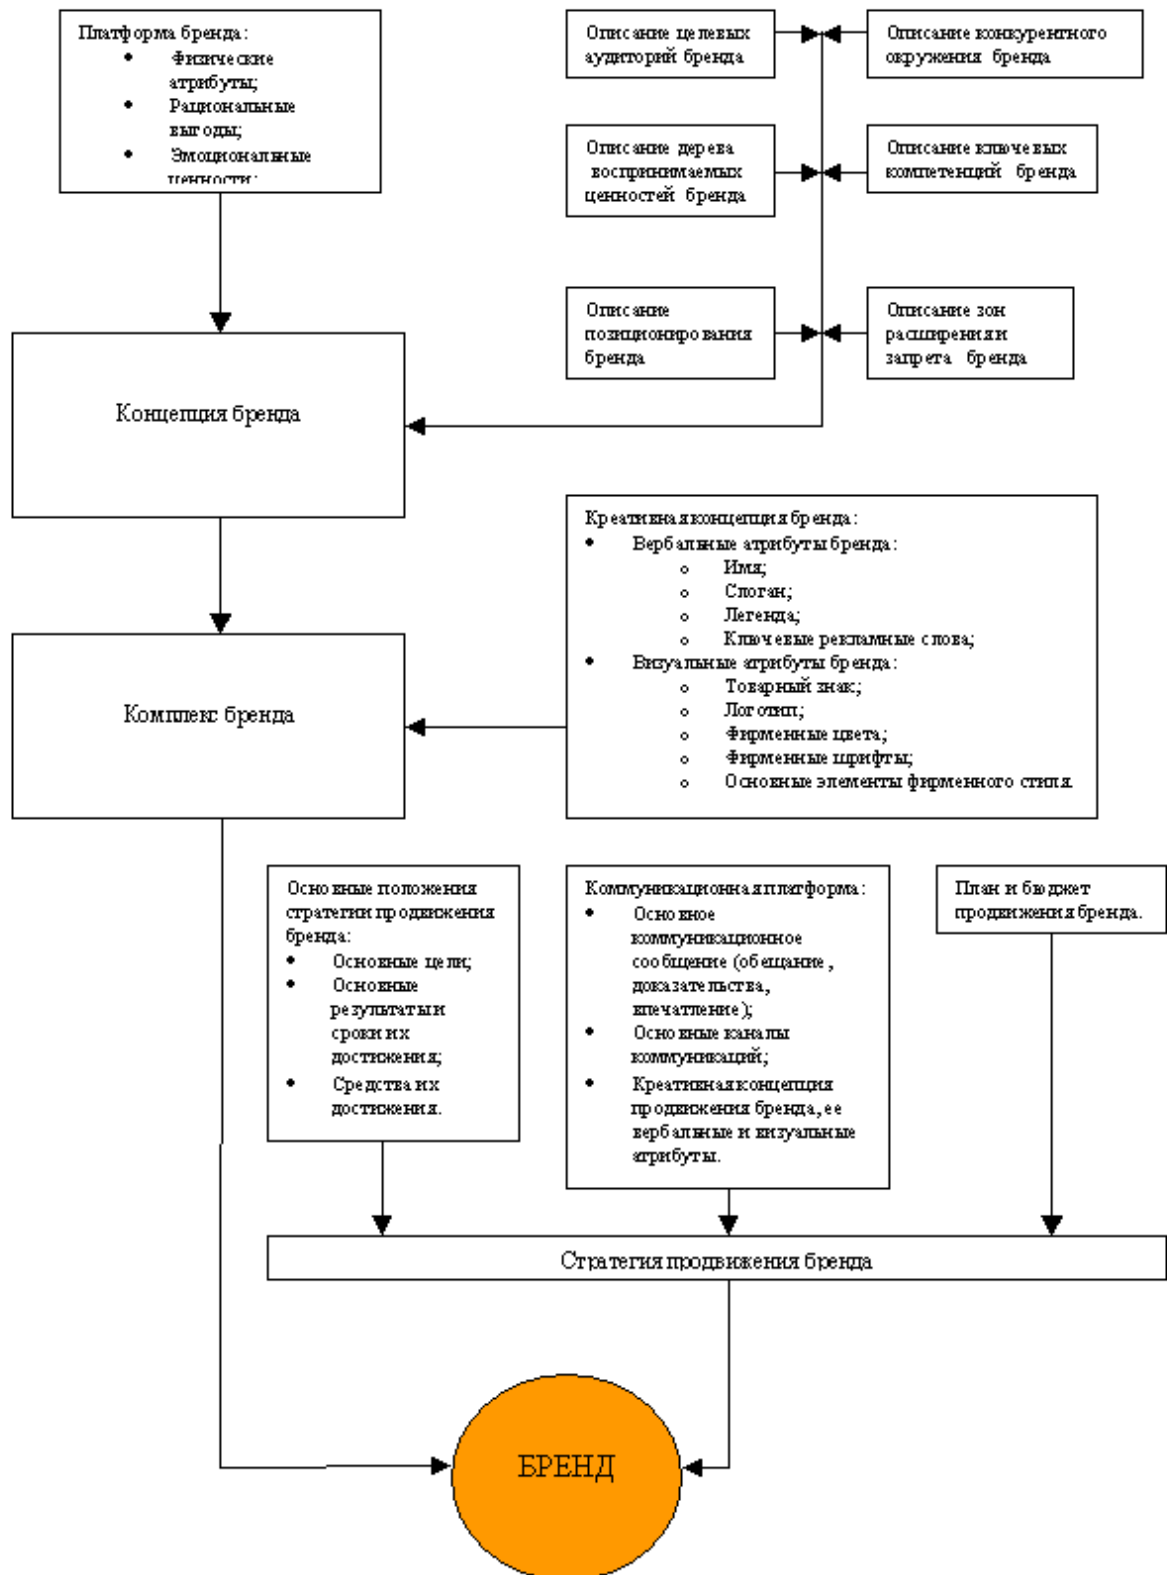 Платформа бренда:
• Физические
атрибуты;
• Рациональные
выгоды;
• Эмоциональные
ценности;
Описание целевых
аудиторий бренда
Описание конкурентного
окружения бренда
Описание дерева
воспринимаемых
ценностей бренда
Описание ключевых
компетенций бренда
Описание
позиционирования
бренда
Описание зон
расширения и
запрета бренда
Концепция бренда
Креативная концепция бренда:
• Вербальные атрибуты бренда:
o Имя;
o Слоган;
o Легенда;
o Ключевые рекламные слова;
• Визуальные атрибуты бренда:
o Товарный знак;
o Логотип;
o Фирменные цвета;
o Фирменные шрифты;
o Основные элементы фирменного стиля.
Комплекс бренда
Основные положения
стратегии продвижения
бренда:
• Основные цели;
• Основные
результаты и
сроки их
достижения;
• Средства их
достижения.
Коммуникационная платформа:
• Основное
коммуникационное
сообщение (обещание,
доказательства,
впечатление);
• Основные каналы
коммуникаций;
• Креативная концепция
продвижения бренда, ее
вербальные и визуальные
атрибуты.
План и бюджет
продвижения бренда.
Стратегия продвижения бренда
БРЕНД